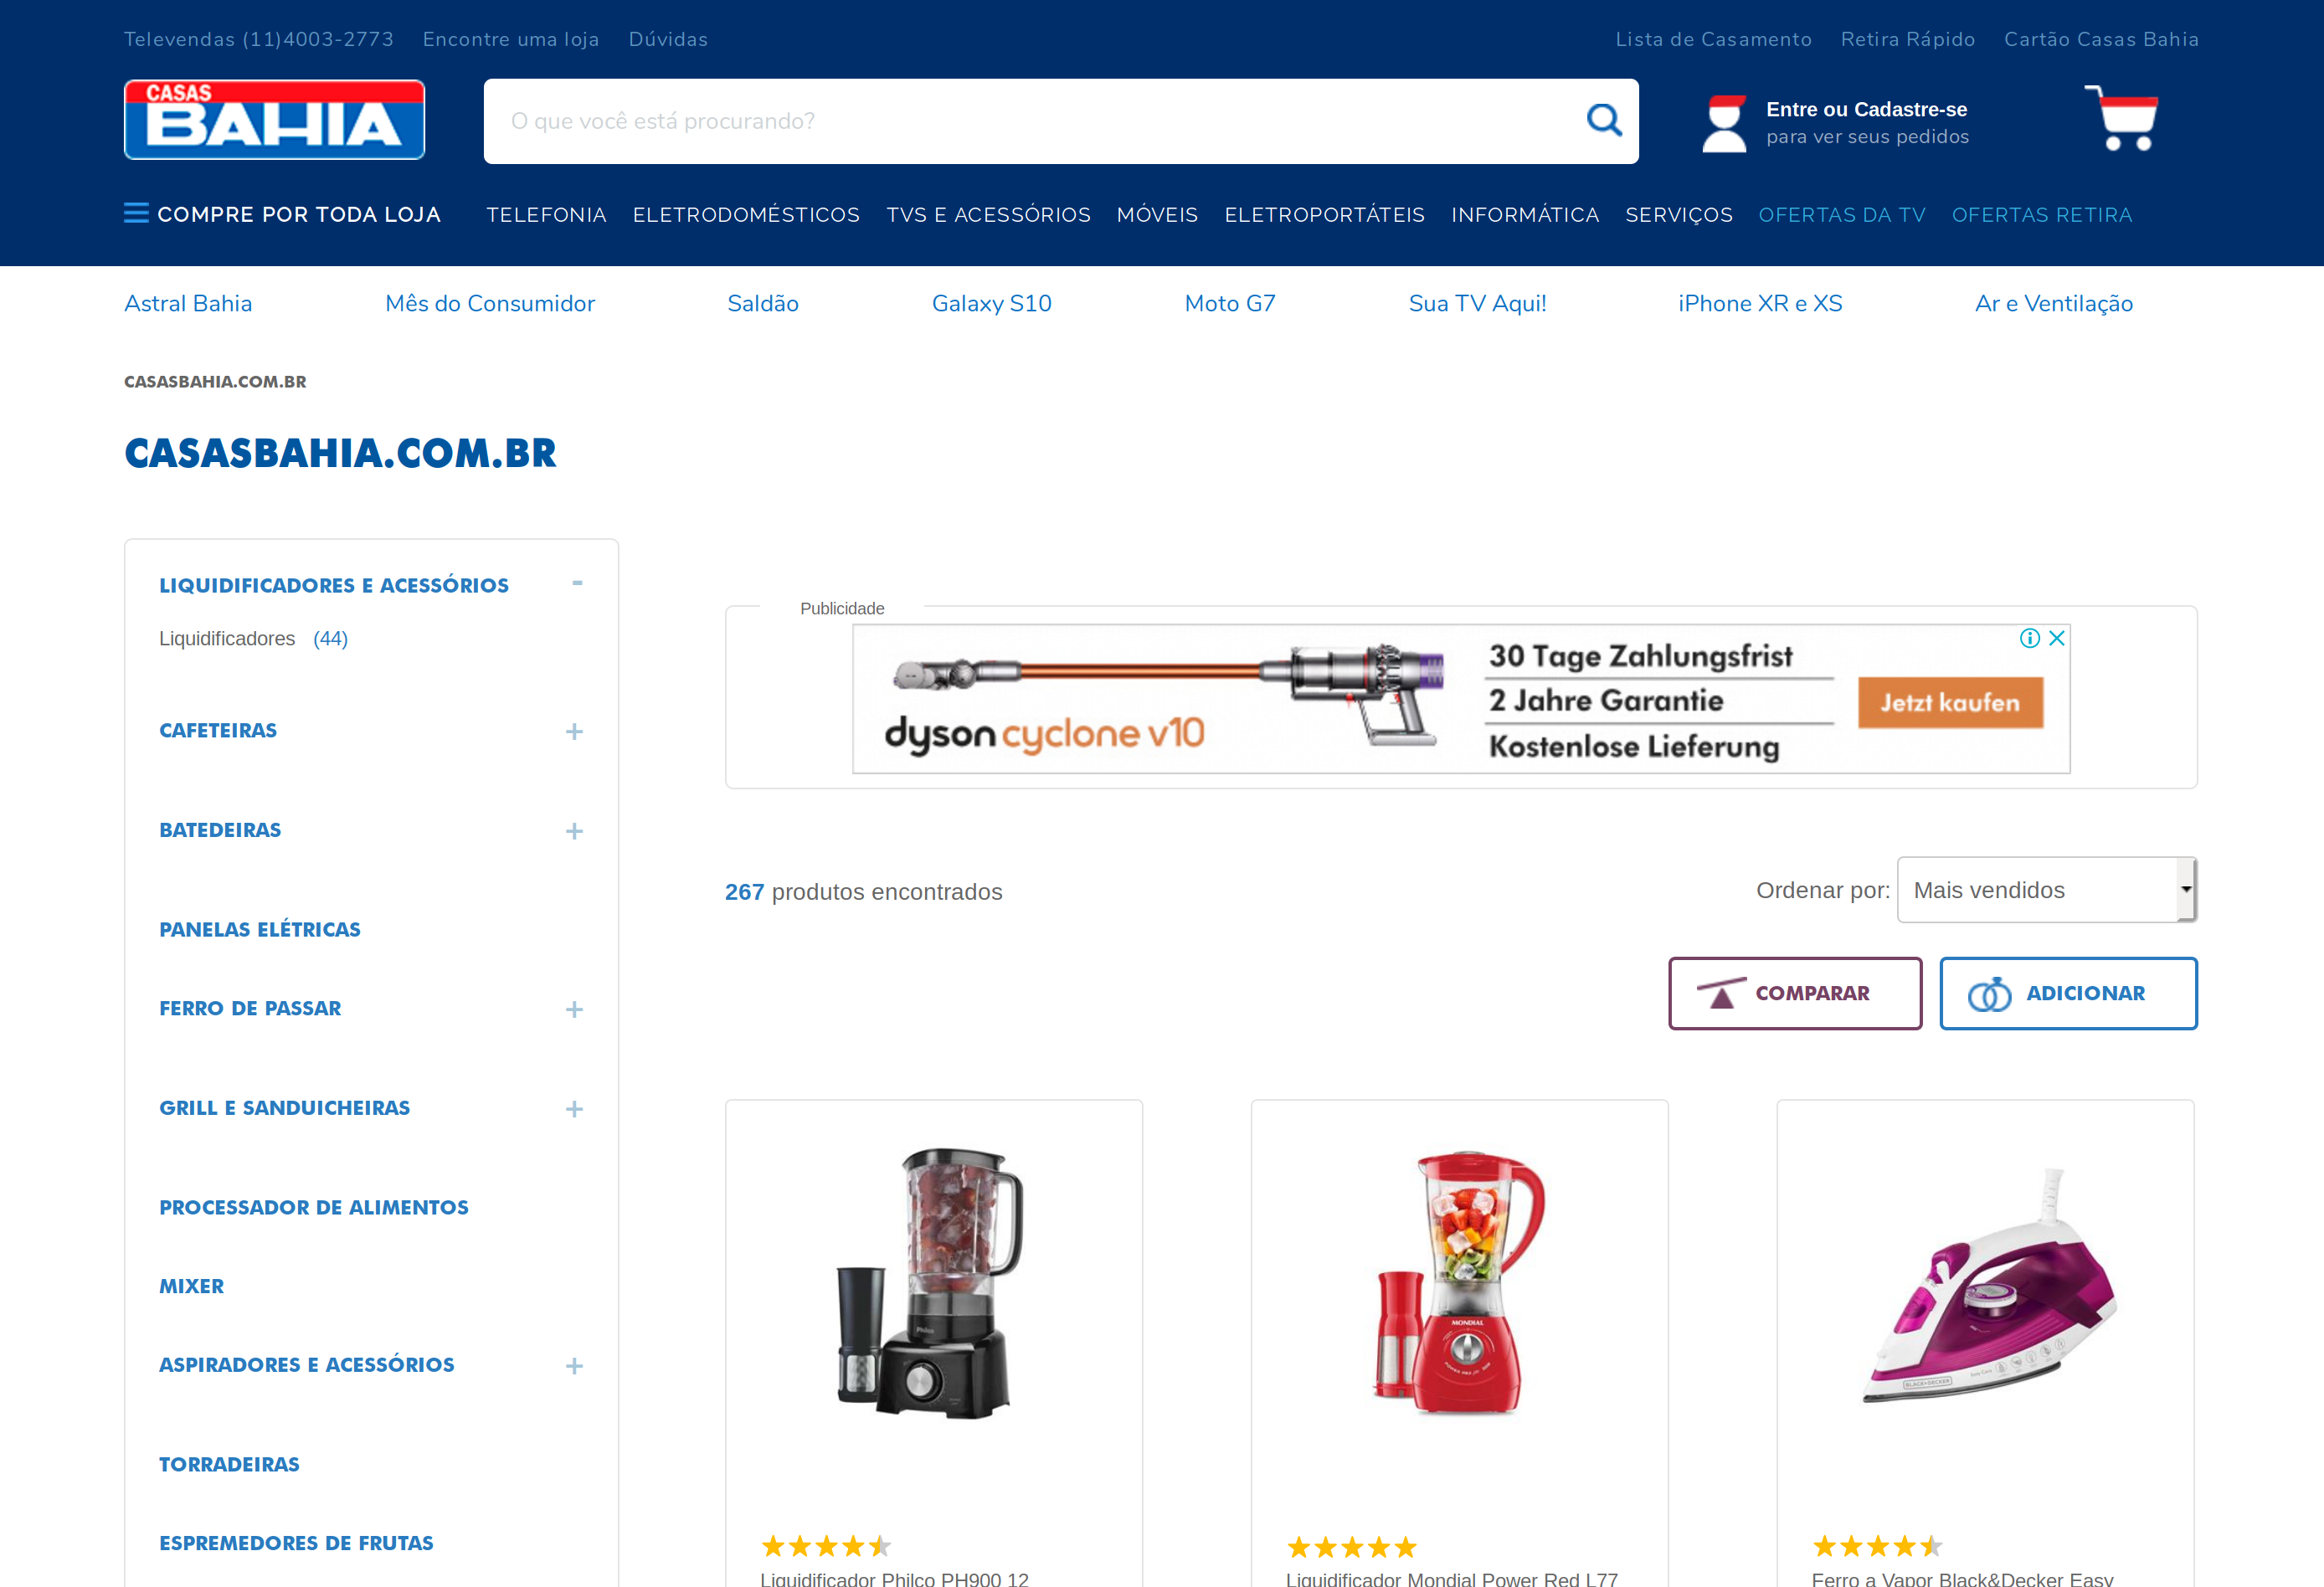 Televendas (11)4003-2773 Encontre uma loja Dúvidas Lista de Casamento Retira Rápido Cartão Casas Bahia
CASAS
BAHIA
O que você está procurando?
Entre ou Cadastre-se
para ver seus pedidos
COMPRE POR TODA LOJA TELEFONIA ELETRODOMÉSTICOS TVS E ACESSÓRIOS MÓVEIS ELETROPORTÁTEIS INFORMÁTICA SERVIÇOS OFERTAS DA TV OFERTAS RETIRA
Astral Bahia Mês do Consumidor Saldão Galaxy S10 Moto G7 Sua TV Aqui! iPhone XR e XS Ar e Ventilação
CASASBAHIA.COM.BR
CASASBAHIA.COM.BR
LIQUIDIFICADORES E ACESSÓRIOS -
Liquidificadores (44)
CAFETEIRAS +
BATEDEIRAS +
PANELAS ELÉTRICAS
FERRO DE PASSAR +
GRILL E SANDUICHEIRAS +
PROCESSADOR DE ALIMENTOS
MIXER
ASPIRADORES E ACESSÓRIOS +
TORRADEIRAS
ESPREMEDORES DE FRUTAS
Publicidade
dyson cyclone v10
30 Tage Zahlungsfrist
2 Jahre Garantie
Kostenlose Lieferung
Jetzt kaufen
267 produtos encontrados
Ordenar por: Mais vendidos
COMPARAR
ADICIONAR
Philco
MONDIAL
BLACK+DECKER
Liquidificador Philco PH900 12
Liquidificador Mondial Power Red L77
Ferro a Vapor Black&Decker Easy